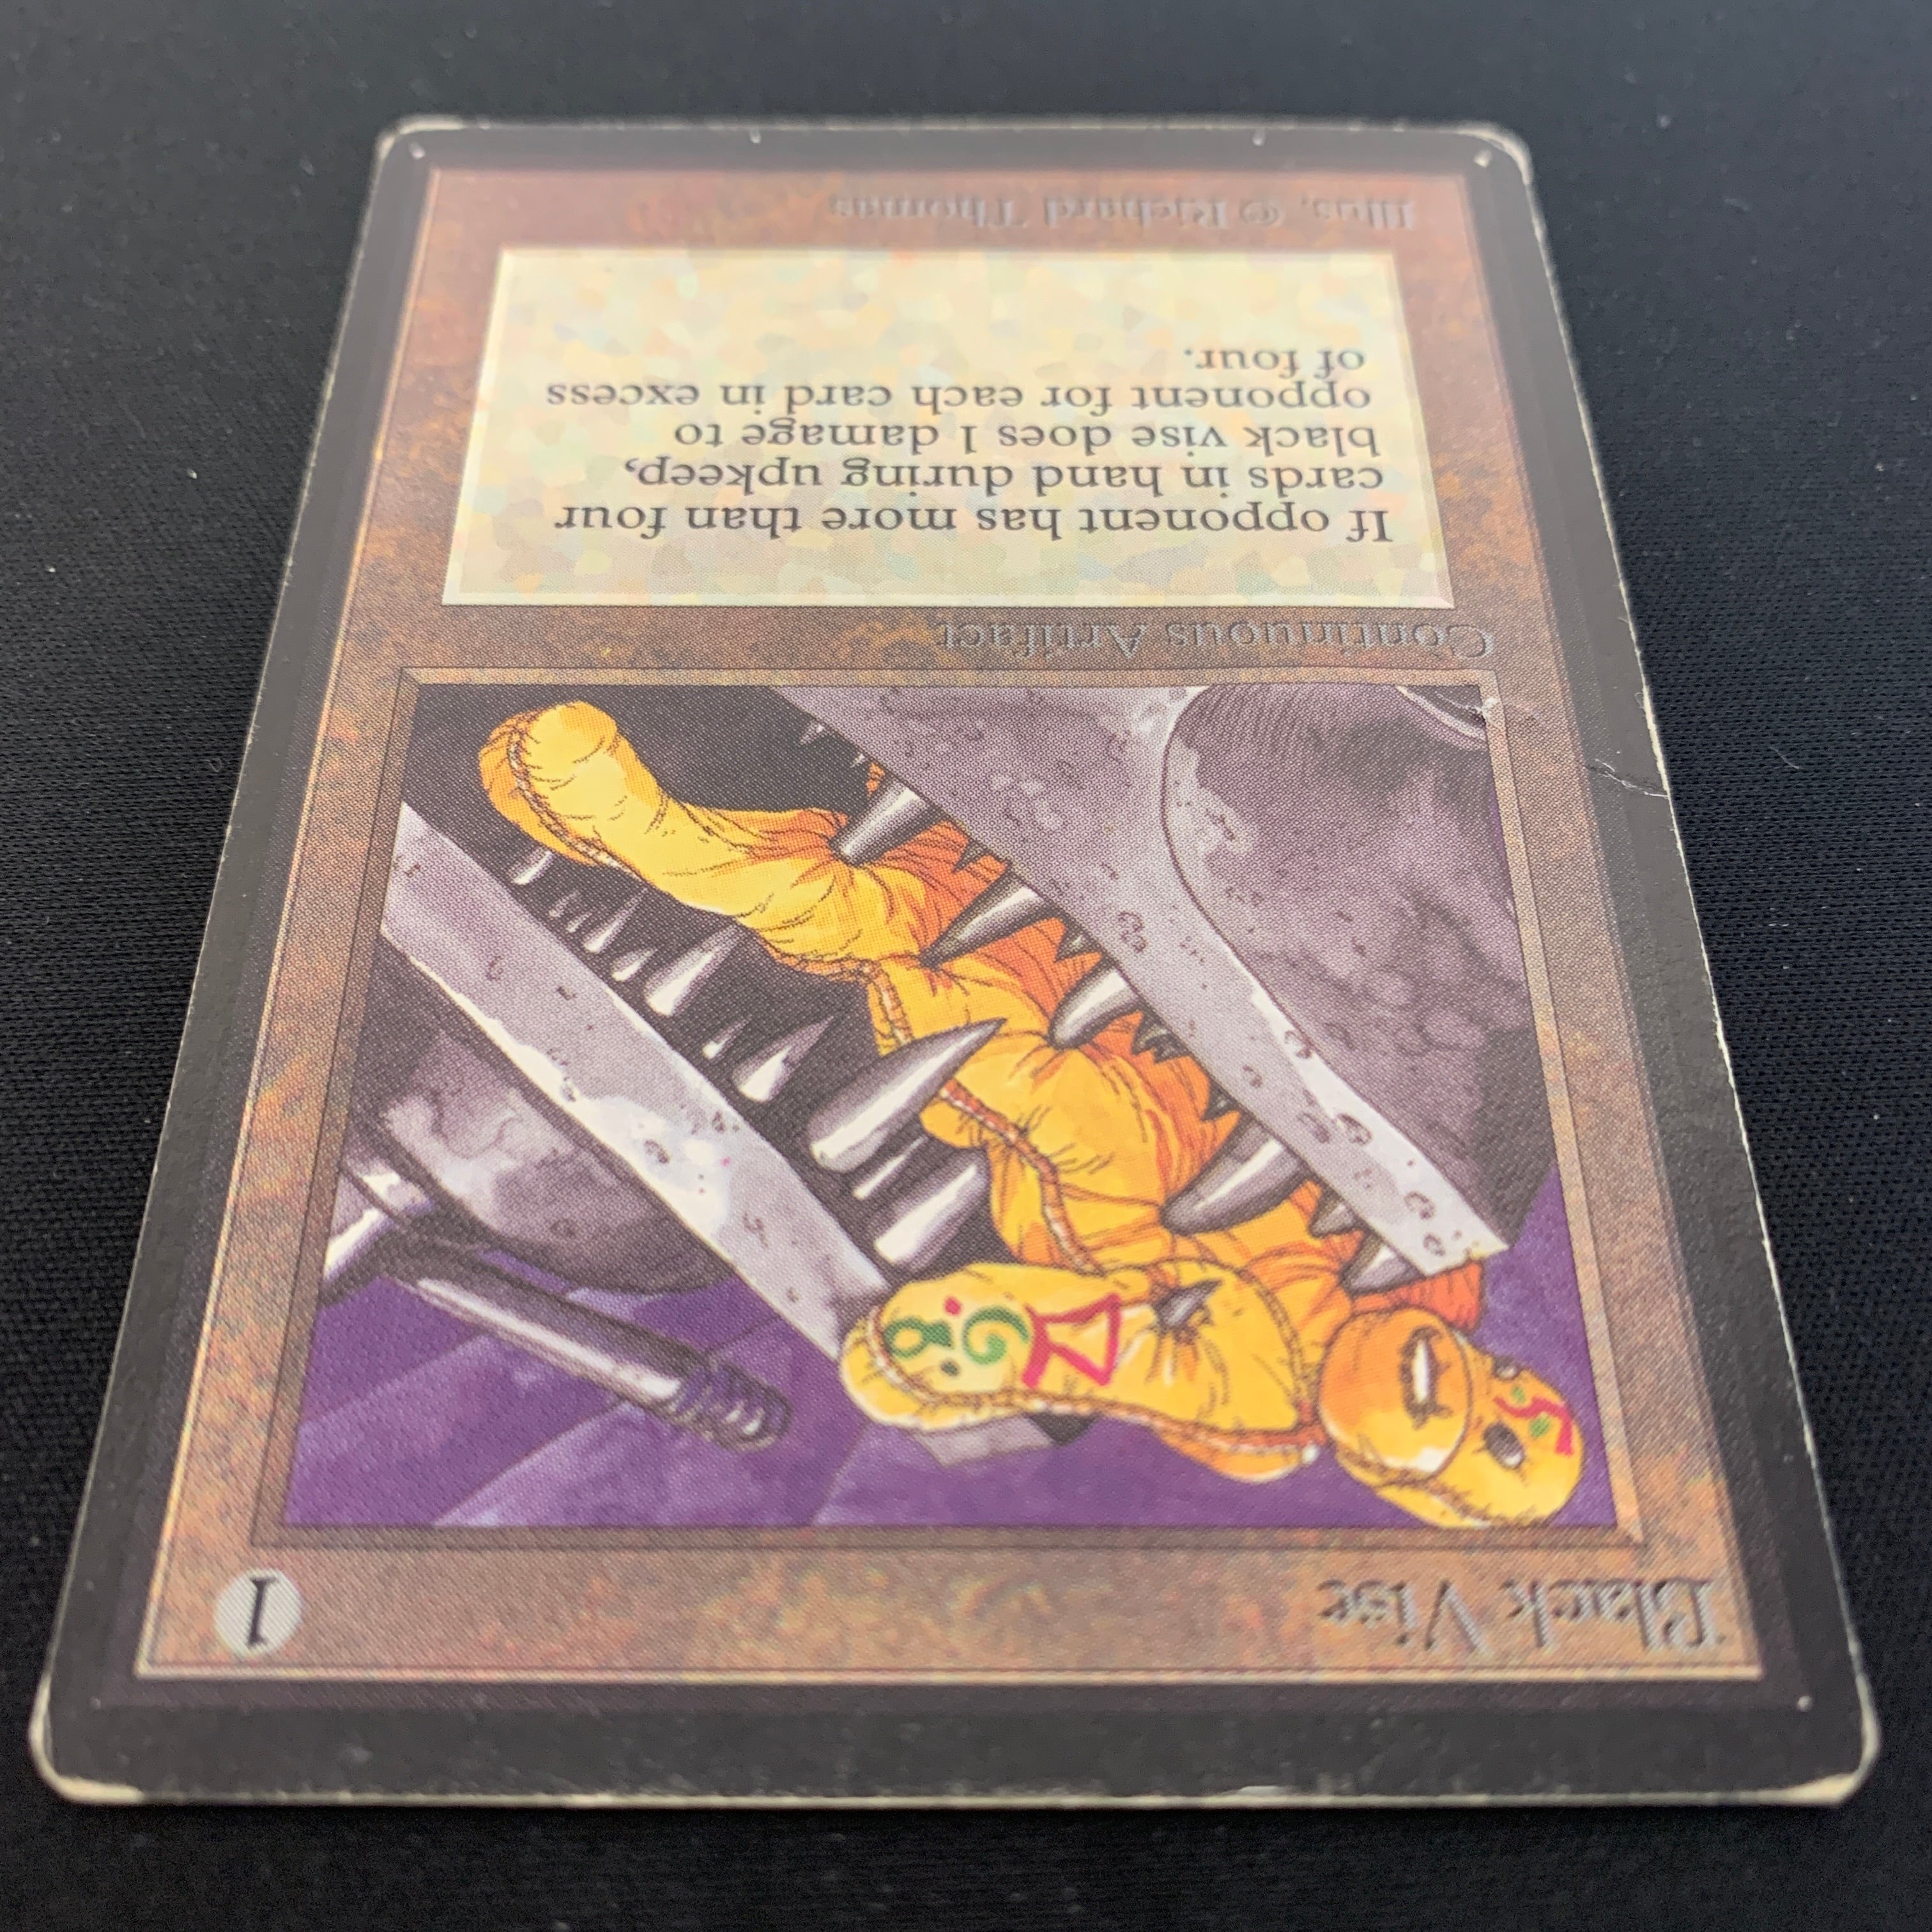 Black Vise
1
Continuous Artifact
If opponent has more than four
cards in hand during upkeep,
black vise does 1 damage to
opponent for each card in excess
of four.
Illus. © Richard Thomas